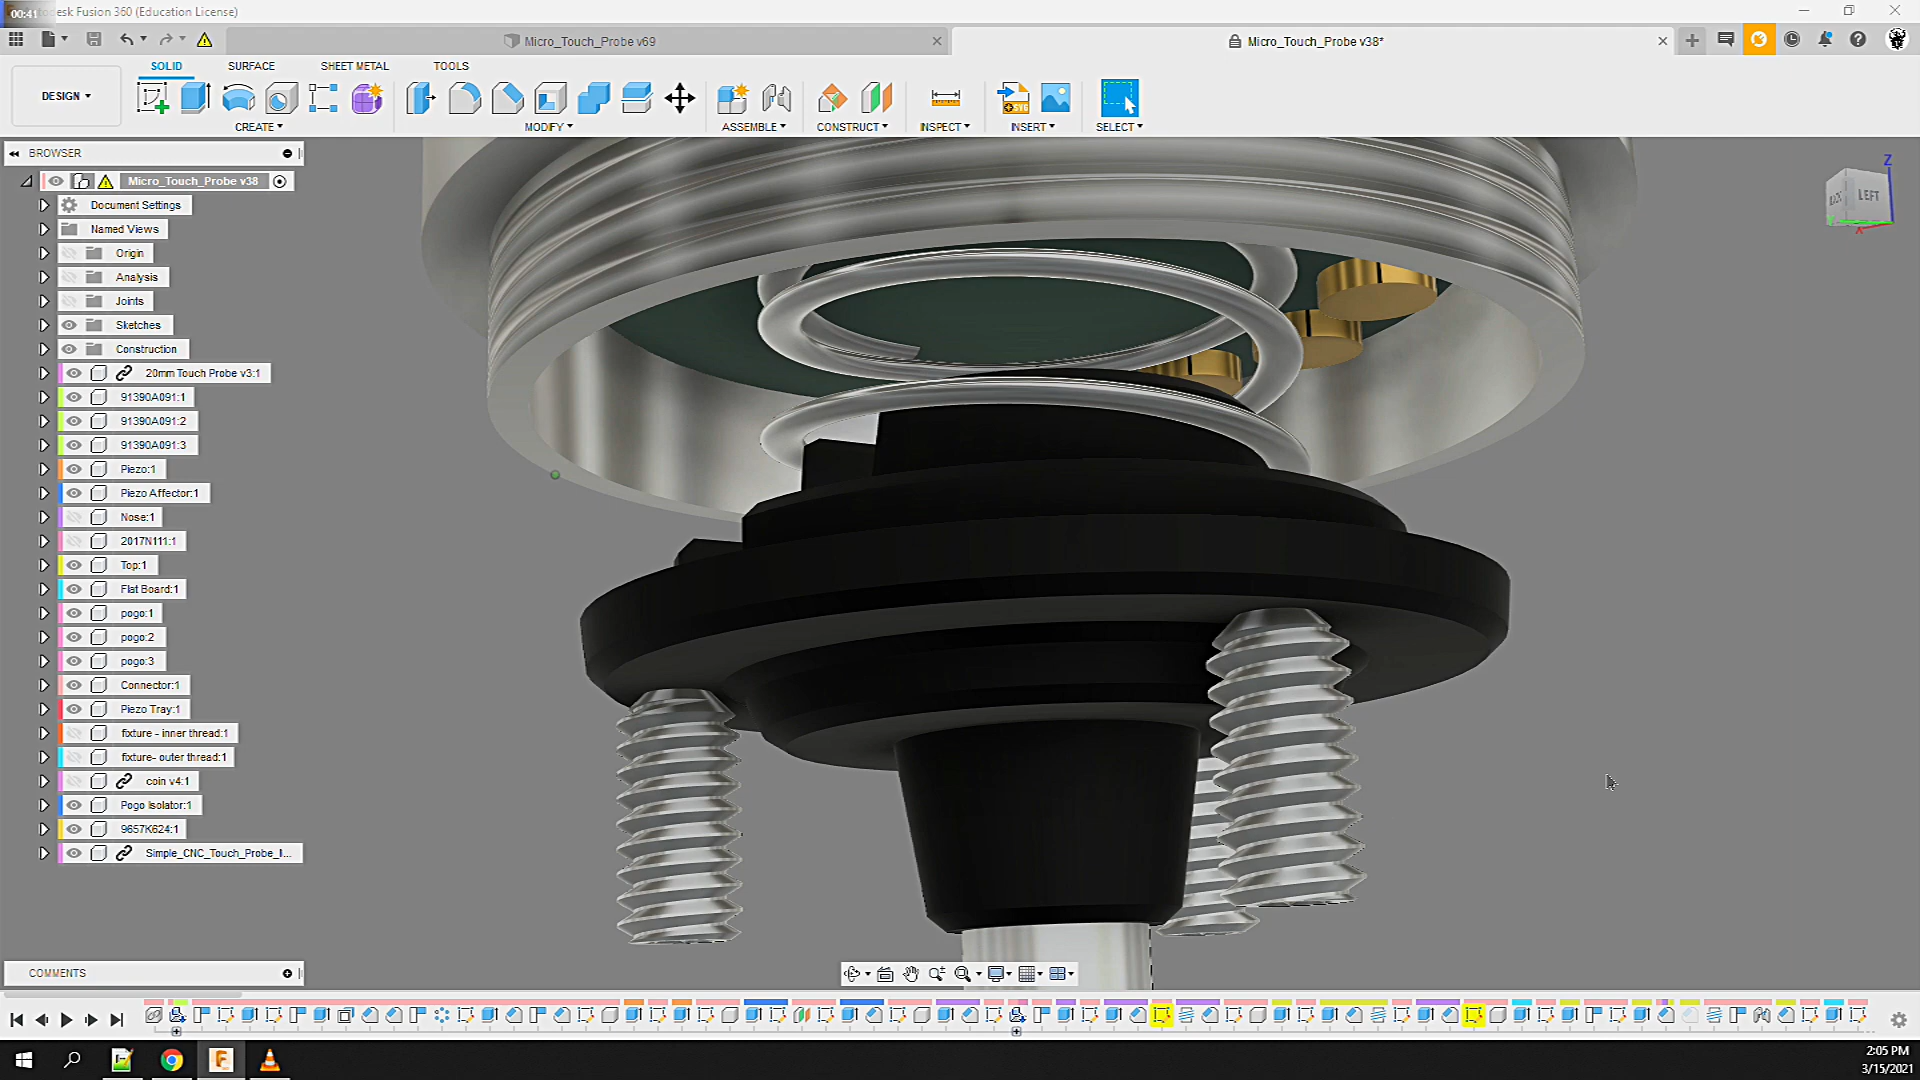 00:41
desk Fusion 360 (Education License)
Micro_Touch_Probe v69
Micro_Touch_Probe v38*
DESIGN
SOLID
SURFACE
SHEET METAL
TOOLS
CREATE
MODIFY
ASSEMBLE
CONSTRUCT
INSPECT
INSERT
SELECT
BROWSER
Micro_Touch_Probe v38
Document Settings
Named Views
Origin
Analysis
Joints
Sketches
Construction
20mm Touch Probe v3:1
91390A091:1
91390A091:2
91390A091:3
Piezo:1
Piezo Affector:1
Nose:1
2017N111:1
Top:1
Flat Board:1
pogo:1
pogo:2
pogo:3
Connector:1
Piezo Tray:1
fixture - inner thread:1
fixture- outer thread:1
coin v4:1
Pogo Isolator:1
9657K624:1
Simple_CNC_Touch_Probe_I...
Z
LEFT
COMMENTS
2:05 PM
3/15/2021